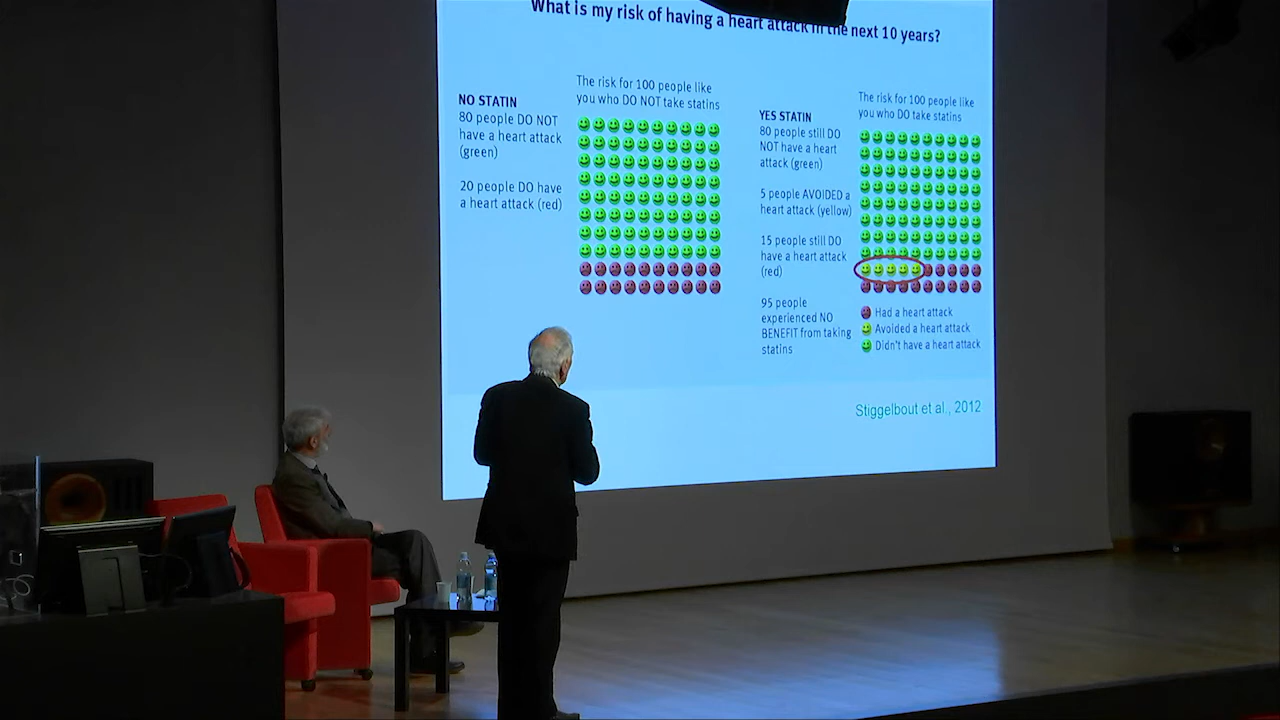 What is my risk of having a heart attack in the next 10 years?
NO STATIN
80 people DO NOT
have a heart attack
(green)
20 people DO have
a heart attack (red)
The risk for 100 people like
you who DO NOT take statins
YES STATIN
80 people still DO
NOT have a heart
attack (green)
5 people AVOIDED a
heart attack (yellow)
15 people still DO
have a heart attack
(red)
95 people
experienced NO
BENEFIT from taking
statins
The risk for 100 people like
you who DO take statins
Had a heart attack
Avoided a heart attack
Didn't have a heart attack
Stiggelbout et al., 2012